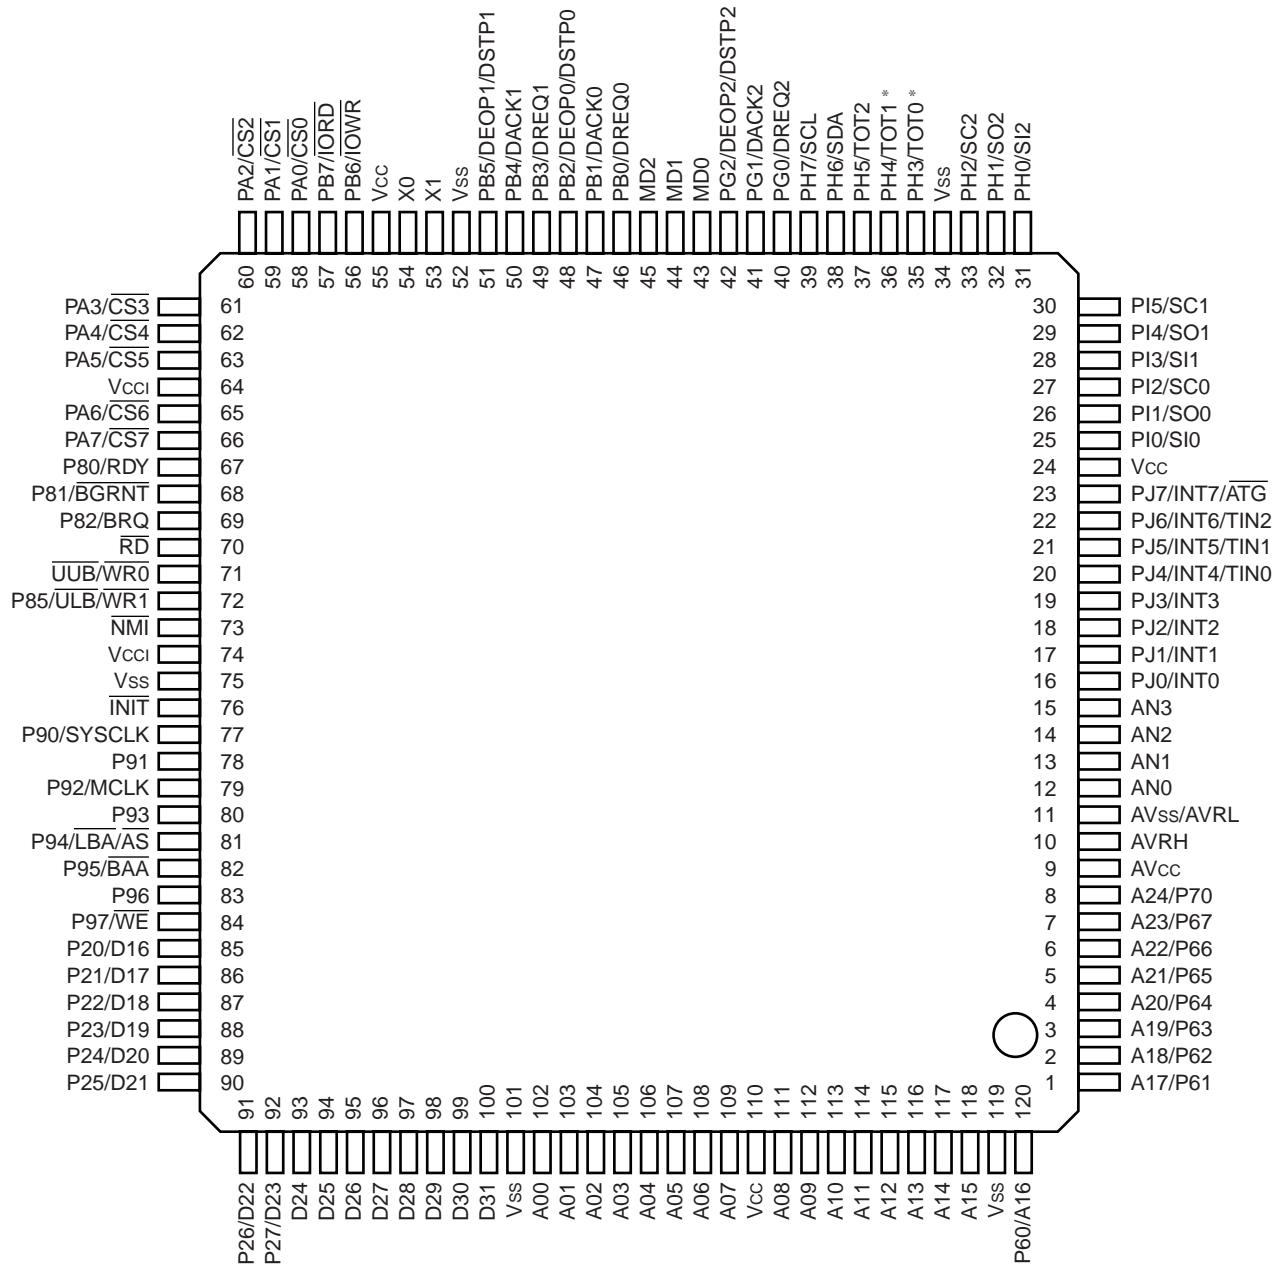 PA2/CS2
PA1/CS1
PA0/CS0
PB7/IORD
PB6/IOWR
VCC
X0
X1
VSS
PB5/DEOP1/DSTP1
PB4/DACK1
PB3/DREQ1
PB2/DEOP0/DSTP0
PB1/DACK0
PB0/DREQ0
MD2
MD1
MD0
PG2/DEOP2/DSTP2
PG1/DACK2
PG0/DREQ2
PH7/SCL
PH6/SDA
PH5/TOT2
PH4/TOT1 *
PH3/TOT0 *
VSS
PH2/SC2
PH1/SO2
PH0/SI2
60
59
58
57
56
55
54
53
52
51
50
49
48
47
46
45
44
43
42
41
40
39
38
37
36
35
34
33
32
31
PA3/CS3 61
PA4/CS4 62
PA5/CS5 63
VCCI 64
PA6/CS6 65
PA7/CS7 66
P80/RDY 67
P81/BGRNT 68
P82/BRQ 69
RD 70
UUB/WR0 71
P85/ULB/WR1 72
NMI 73
VCCI 74
VSS 75
INIT 76
P90/SYSCLK 77
P91 78
P92/MCLK 79
P93 80
P94/LBA/AS 81
P95/BAA 82
P96 83
P97/WE 84
P20/D16 85
P21/D17 86
P22/D18 87
P23/D19 88
P24/D20 89
P25/D21 90
30 PI5/SC1
29 PI4/SO1
28 PI3/SI1
27 PI2/SC0
26 PI1/SO0
25 PI0/SI0
24 VCC
23 PJ7/INT7/ATG
22 PJ6/INT6/TIN2
21 PJ5/INT5/TIN1
20 PJ4/INT4/TIN0
19 PJ3/INT3
18 PJ2/INT2
17 PJ1/INT1
16 PJ0/INT0
15 AN3
14 AN2
13 AN1
12 AN0
11 AVSS/AVRL
10 AVRH
9 AVCC
8 A24/P70
7 A23/P67
6 A22/P66
5 A21/P65
4 A20/P64
3 A19/P63
2 A18/P62
1 A17/P61
91
92
93
94
95
96
97
98
99
100
101
102
103
104
105
106
107
108
109
110
111
112
113
114
115
116
117
118
119
120
P26/D22
P27/D23
D24
D25
D26
D27
D28
D29
D30
D31
VSS
A00
A01
A02
A03
A04
A05
A06
A07
VCC
A08
A09
A10
A11
A12
A13
A14
A15
VSS
P60/A16